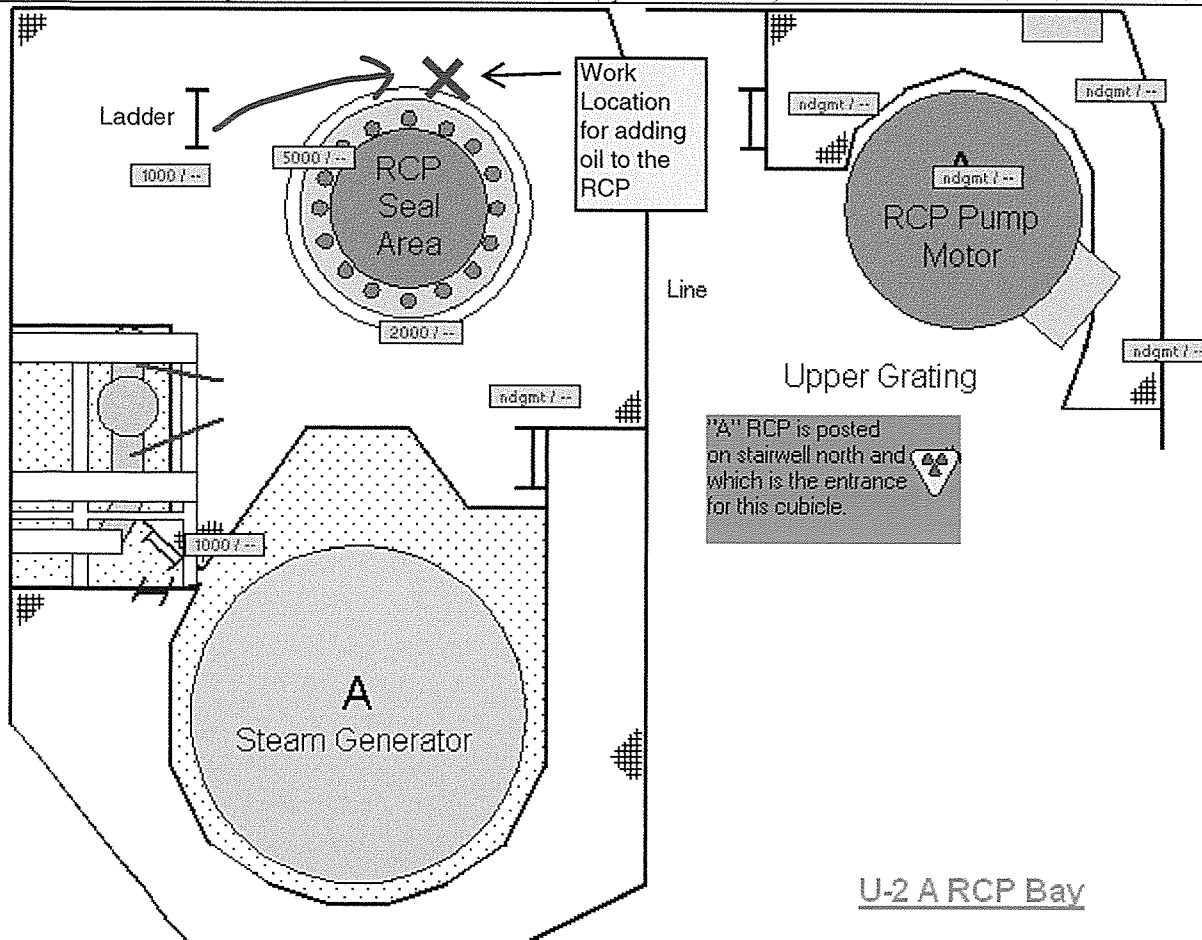 Ladder
1000 / --
5000 / --
RCP
Seal
Area
2000 / --
Work
Location
for adding
oil to the
RCP
ndgmt / --
ndgmt / --
A
ndgmt / --
RCP Pump
Motor
Line
ndgmt / --
Upper Grating
ndgmt / --
"A" RCP is posted
on stairwell north and
which is the entrance
for this cubicle.
1000 / --
A
Steam Generator
U-2 A RCP Bay